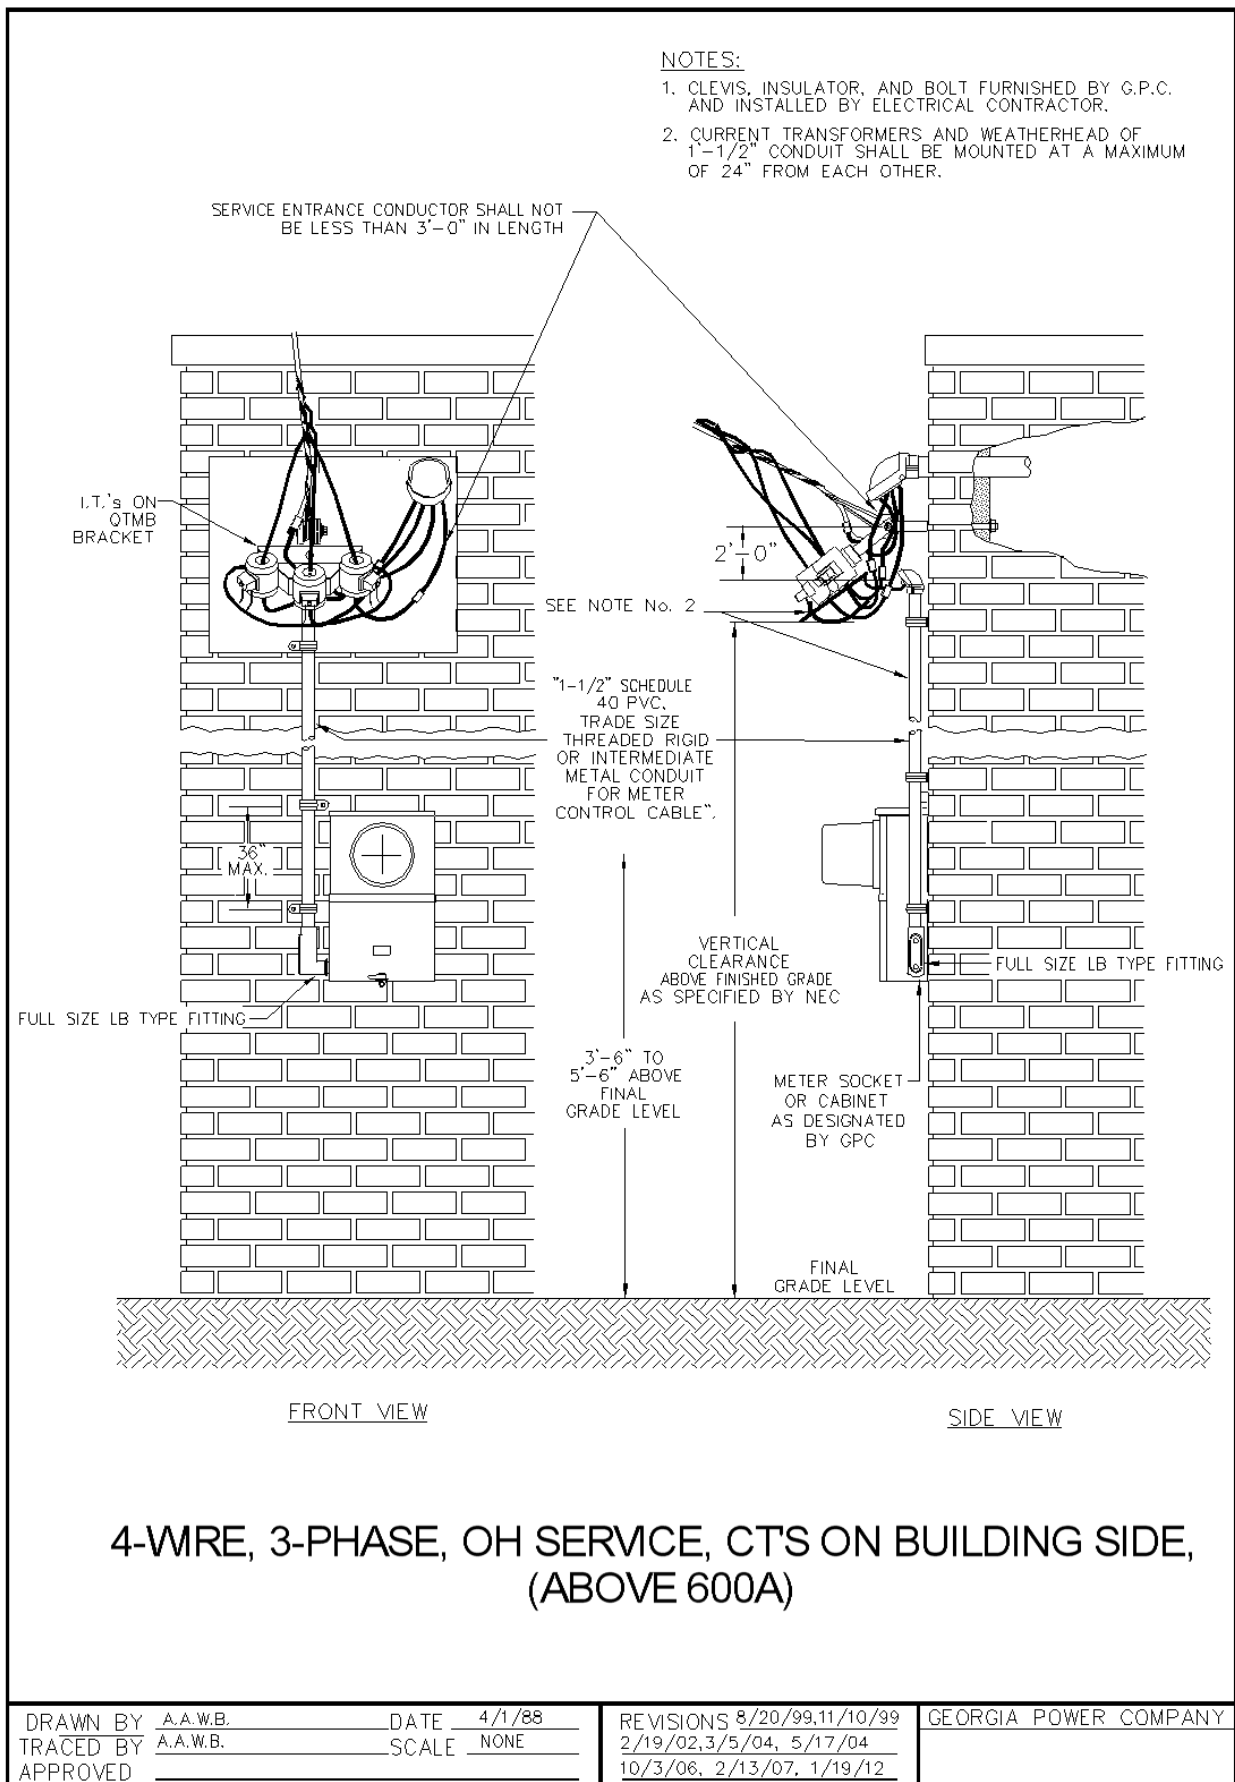 NOTES:
1. CLEVIS, INSULATOR, AND BOLT FURNISHED BY G.P.C.
AND INSTALLED BY ELECTRICAL CONTRACTOR.
2. CURRENT TRANSFORMERS AND WEATHERHEAD OF
1'-1/2" CONDUIT SHALL BE MOUNTED AT A MAXIMUM
OF 24" FROM EACH OTHER.
SERVICE ENTRANCE CONDUCTOR SHALL NOT
BE LESS THAN 3'-0" IN LENGTH
I.T.'s ON
QTMB
BRACKET
2'-0"
SEE NOTE No. 2
"1-1/2" SCHEDULE
40 PVC,
TRADE SIZE
THREADED RIGID
OR INTERMEDIATE
METAL CONDUIT
FOR METER
CONTROL CABLE".
36"
MAX.
VERTICAL
CLEARANCE
ABOVE FINISHED GRADE
AS SPECIFIED BY NEC
FULL SIZE LB TYPE FITTING
FULL SIZE LB TYPE FITTING
3'-6" TO
5'-6" ABOVE
FINAL
GRADE LEVEL
METER SOCKET
OR CABINET
AS DESIGNATED
BY GPC
FINAL
GRADE LEVEL
FRONT VIEW
SIDE VIEW
4-WIRE, 3-PHASE, OH SERVICE, CT'S ON BUILDING SIDE,
(ABOVE 600A)
DRAWN BY A.A.W.B. DATE 4/1/88
TRACED BY A.A.W.B. SCALE NONE
APPROVED
REVISIONS 8/20/99,11/10/99
2/19/02,3/5/04, 5/17/04
10/3/06, 2/13/07, 1/19/12
GEORGIA POWER COMPANY